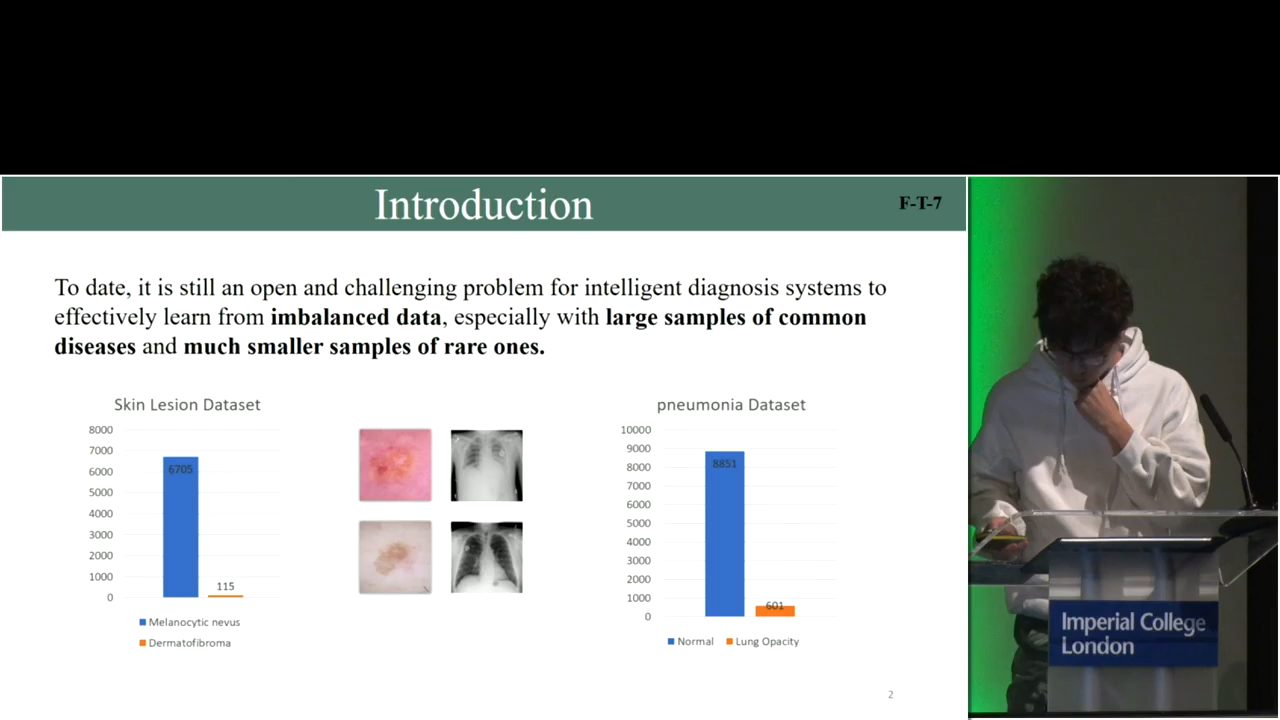 Introduction
F-T-7
To date, it is still an open and challenging problem for intelligent diagnosis systems to
effectively learn from imbalanced data, especially with large samples of common
diseases and much smaller samples of rare ones.
Skin Lesion Dataset
8000
7000
6000
5000
4000
3000
2000
1000
0
6705
115
Melanocytic nevus
Dermatofibroma
pneumonia Dataset
10000
9000
8000
7000
6000
5000
4000
3000
2000
1000
0
8851
601
Normal Lung Opacity
2
Imperial College
London